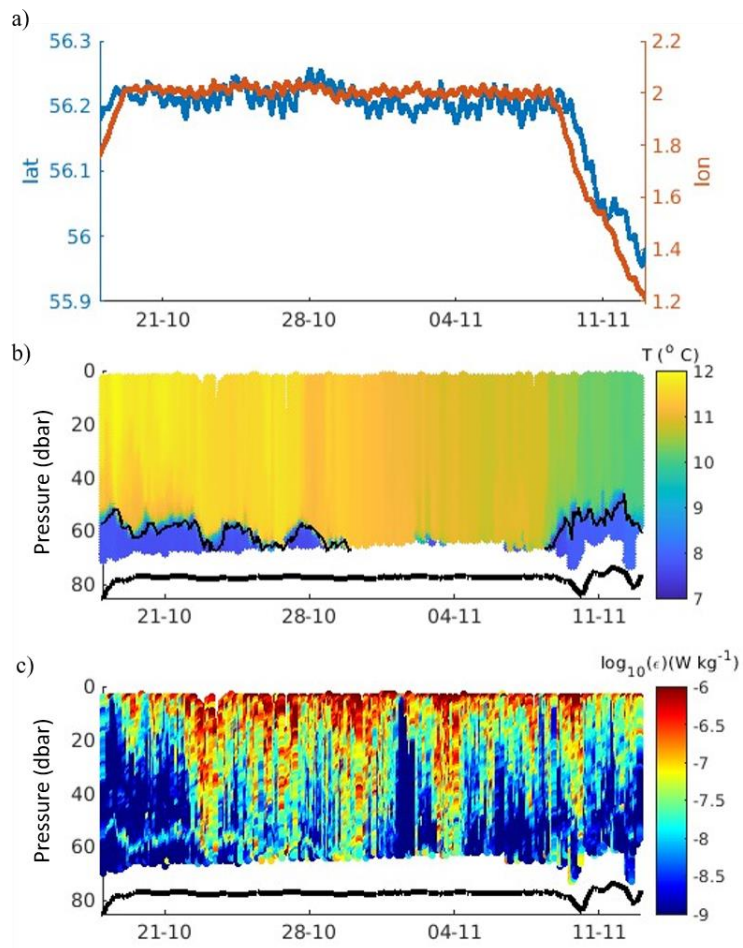 a)
56.3
56.2
56.1
56
55.9
lat
2.2
2
1.8
1.6
1.4
1.2
lon
21-10 28-10 04-11 11-11
b)
T (° C)
0
20
40
60
80
Pressure (dbar)
12
11
10
9
8
7
21-10 28-10 04-11 11-11
c)
log10(ϵ)(W kg-1)
0
20
40
60
80
Pressure (dbar)
-6
-6.5
-7
-7.5
-8
-8.5
-9
21-10 28-10 04-11 11-11